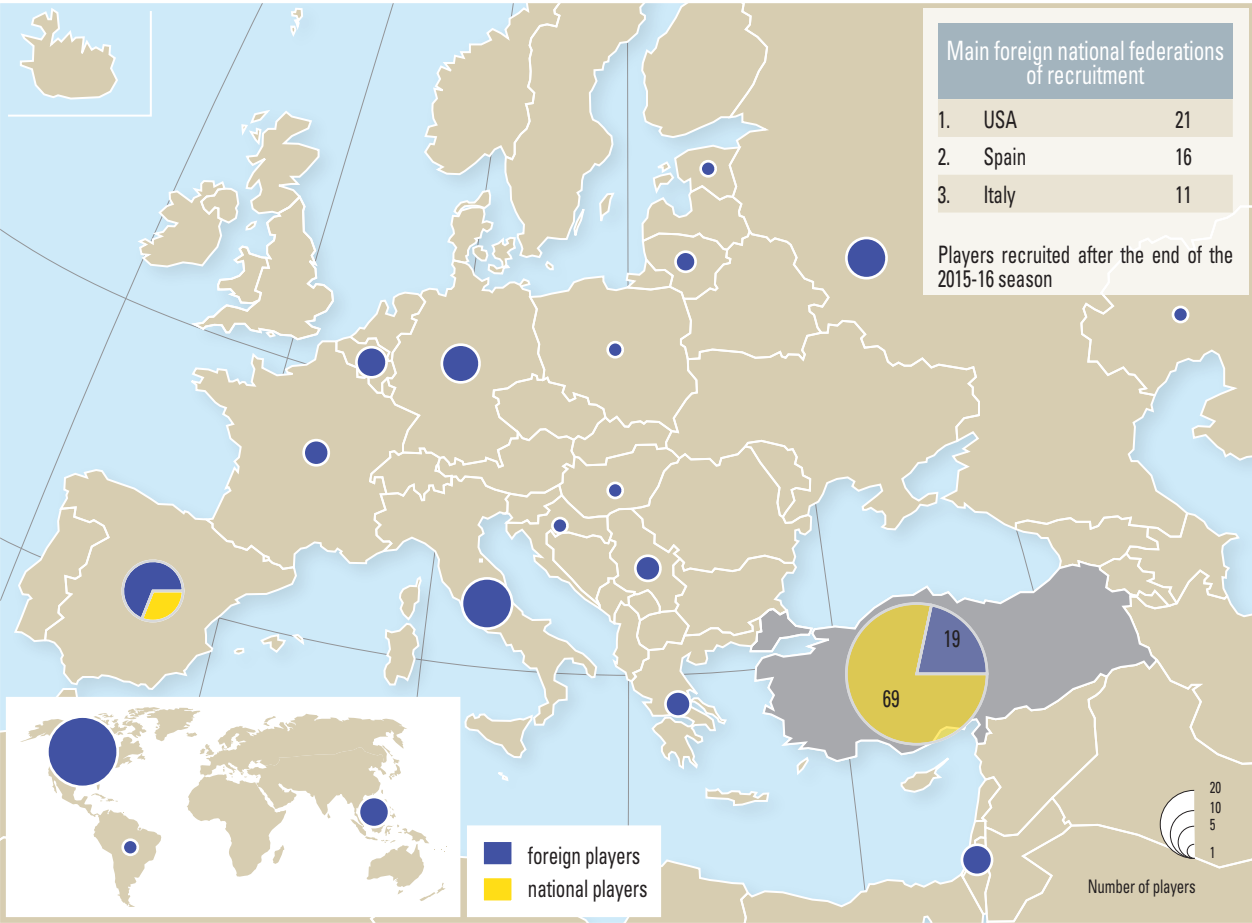 Main foreign national federations
of recruitment
1. USA 21
2. Spain 16
3. Italy 11
Players recruited after the end of the
2015-16 season
19
69
foreign players
national players
20
10
5
1
Number of players